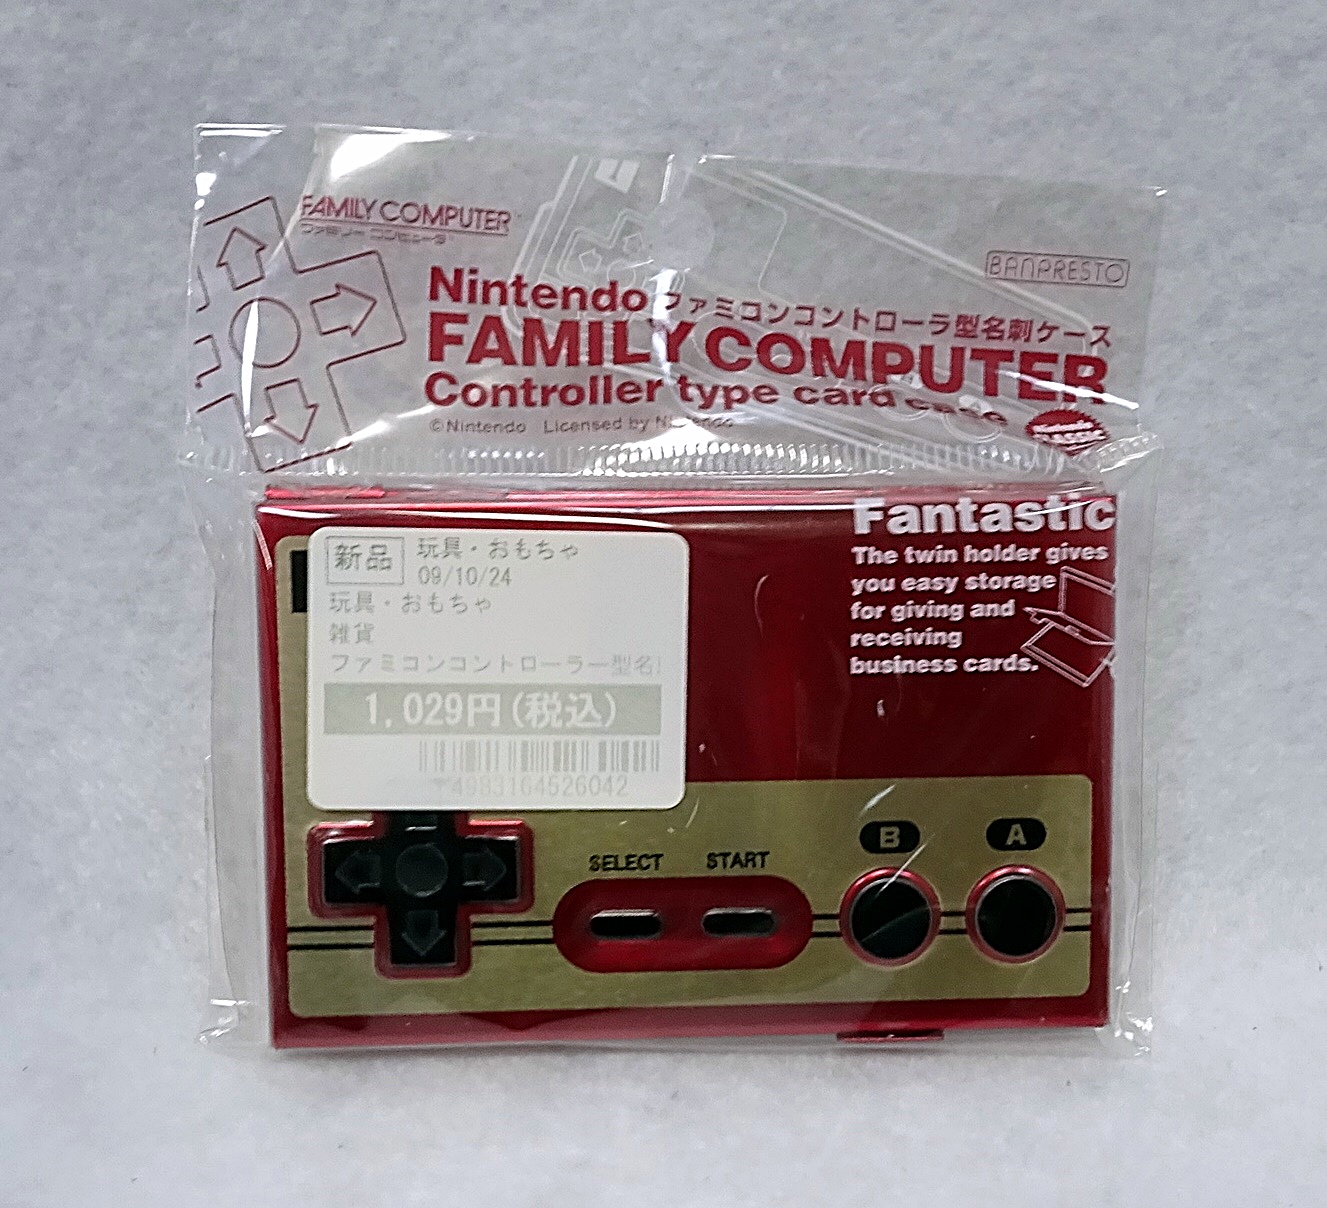 FAMILY COMPUTER
ファミリー コンピュータ
BANPRESTO
Nintendo ファミコンコントローラ型名刺ケース
FAMILY COMPUTER
Controller type card case
©Nintendo Licensed by Nintendo
Nintendo
CLASSIC
Fantastic
The twin holder gives
you easy storage
for giving and
receiving
business cards.
新品 玩具・おもちゃ
09/10/24
玩具・おもちゃ
雑貨
ファミコンコントローラー型名
1,029円(税込)
4983164526042
SELECT START B A